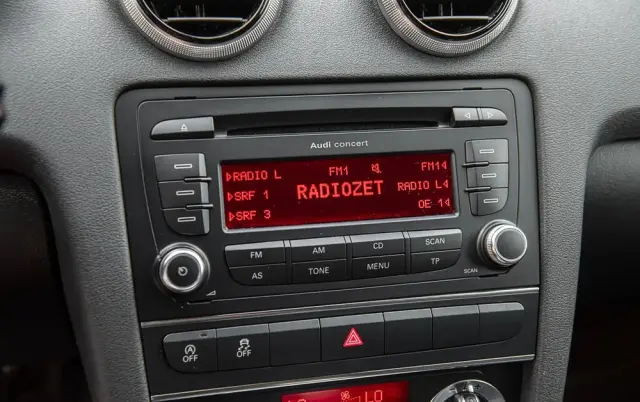 Audi concert
RADIO L FM1 FM14
SRF 1 RADIOZET RADIO L4
SRF 3 OE 14
FM AM CD SCAN
AS TONE MENU TP
SCAN
OFF OFF
LO